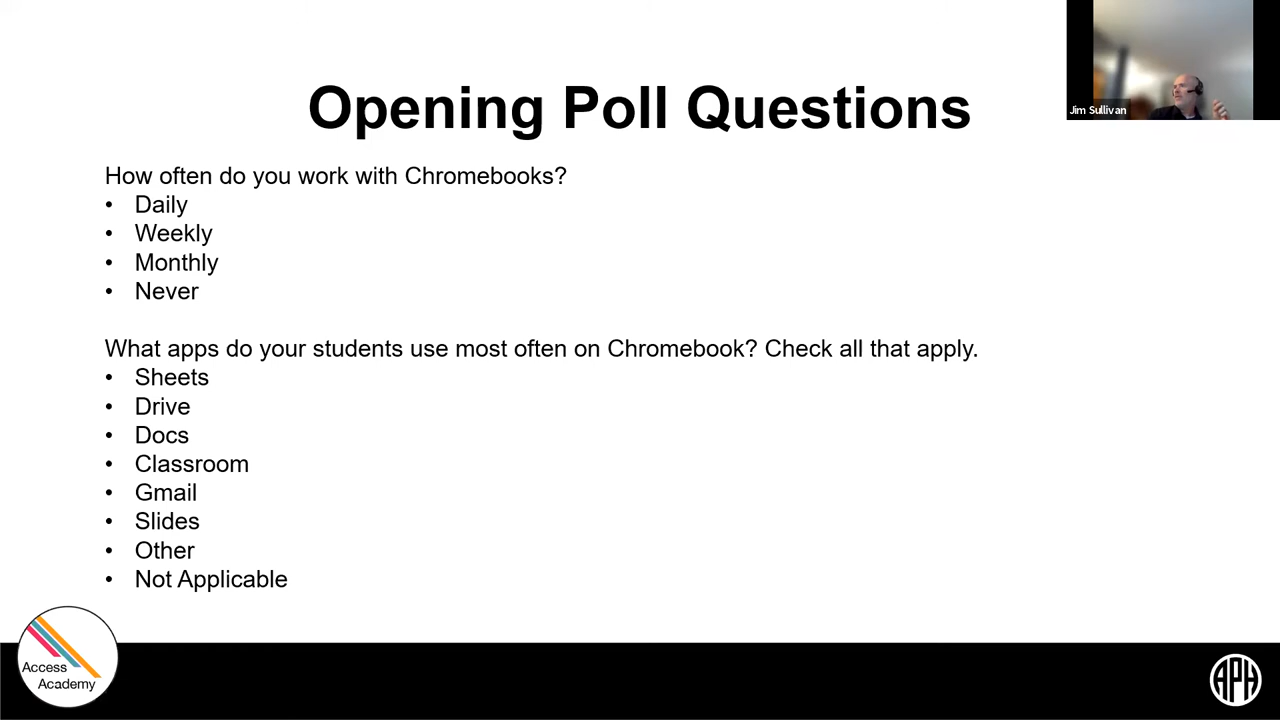 Opening Poll Questions
Jim Sullivan
How often do you work with Chromebooks?
• Daily
• Weekly
• Monthly
• Never
What apps do your students use most often on Chromebook? Check all that apply.
• Sheets
• Drive
• Docs
• Classroom
• Gmail
• Slides
• Other
• Not Applicable
Access
Academy
APH